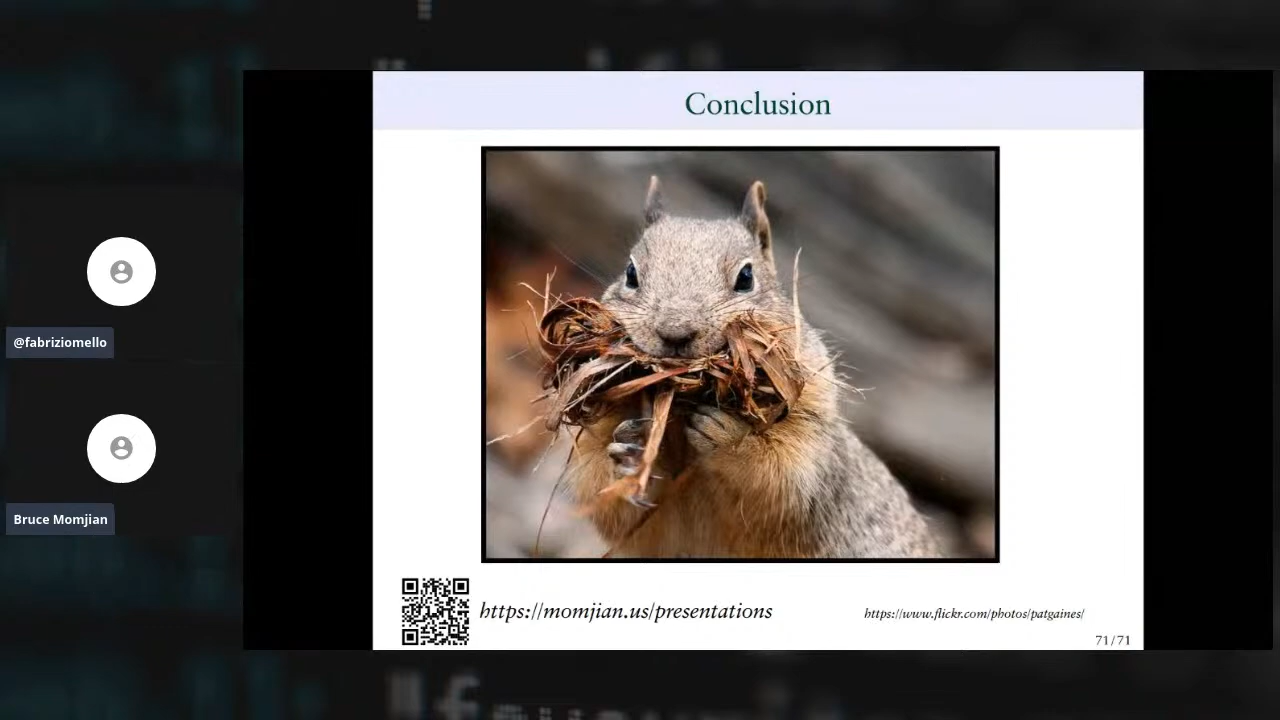 Conclusion
@fabriziomello
Bruce Momjian
https://momjian.us/presentations
https://www.flickr.com/photos/patgaines/
71/71